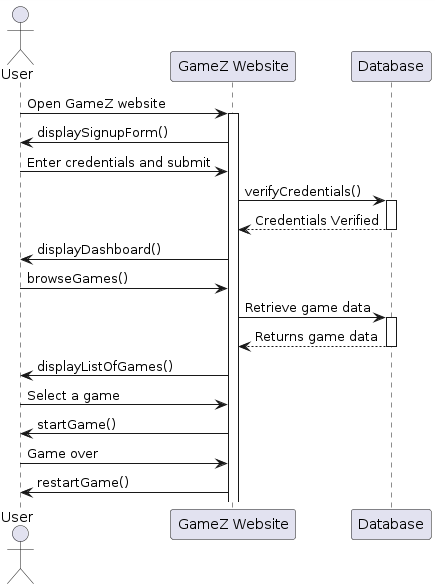 User
GameZ Website
Database
Open GameZ website
displaySignupForm()
Enter credentials and submit
verifyCredentials()
Credentials Verified
displayDashboard()
browseGames()
Retrieve game data
Returns game data
displayListOfGames()
Select a game
startGame()
Game over
restartGame()
User
GameZ Website
Database